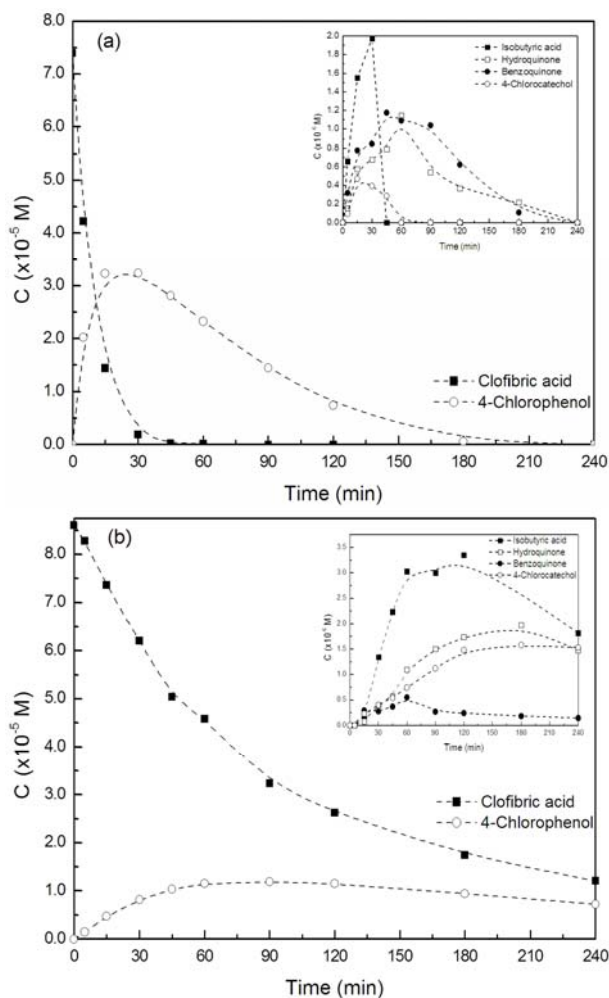 (a)
C (x10⁻⁵ M)
8.0
7.0
6.0
5.0
4.0
3.0
2.0
1.0
0.0
0 30 60 90 120 150 180 210 240
Time (min)
Clofibric acid
4-Chlorophenol
2.0
1.8
1.6
1.4
1.2
1.0
0.8
0.6
0.4
0.2
0.0
0 30 60 90 120 150 180 210 240
Time (min)
Isobutyric acid
Hydroquinone
Benzoquinone
4-Chlorocatechol
(b)
C (x10⁻⁵ M)
8.0
7.0
6.0
5.0
4.0
3.0
2.0
1.0
0.0
0 30 60 90 120 150 180 210 240
Time (min)
Clofibric acid
4-Chlorophenol
3.5
3.0
2.5
2.0
1.5
1.0
0.5
0.0
0 30 60 90 120 150 180 210 240
Time (min)
Isobutyric acid
Hydroquinone
Benzoquinone
4-Chlorocatechol